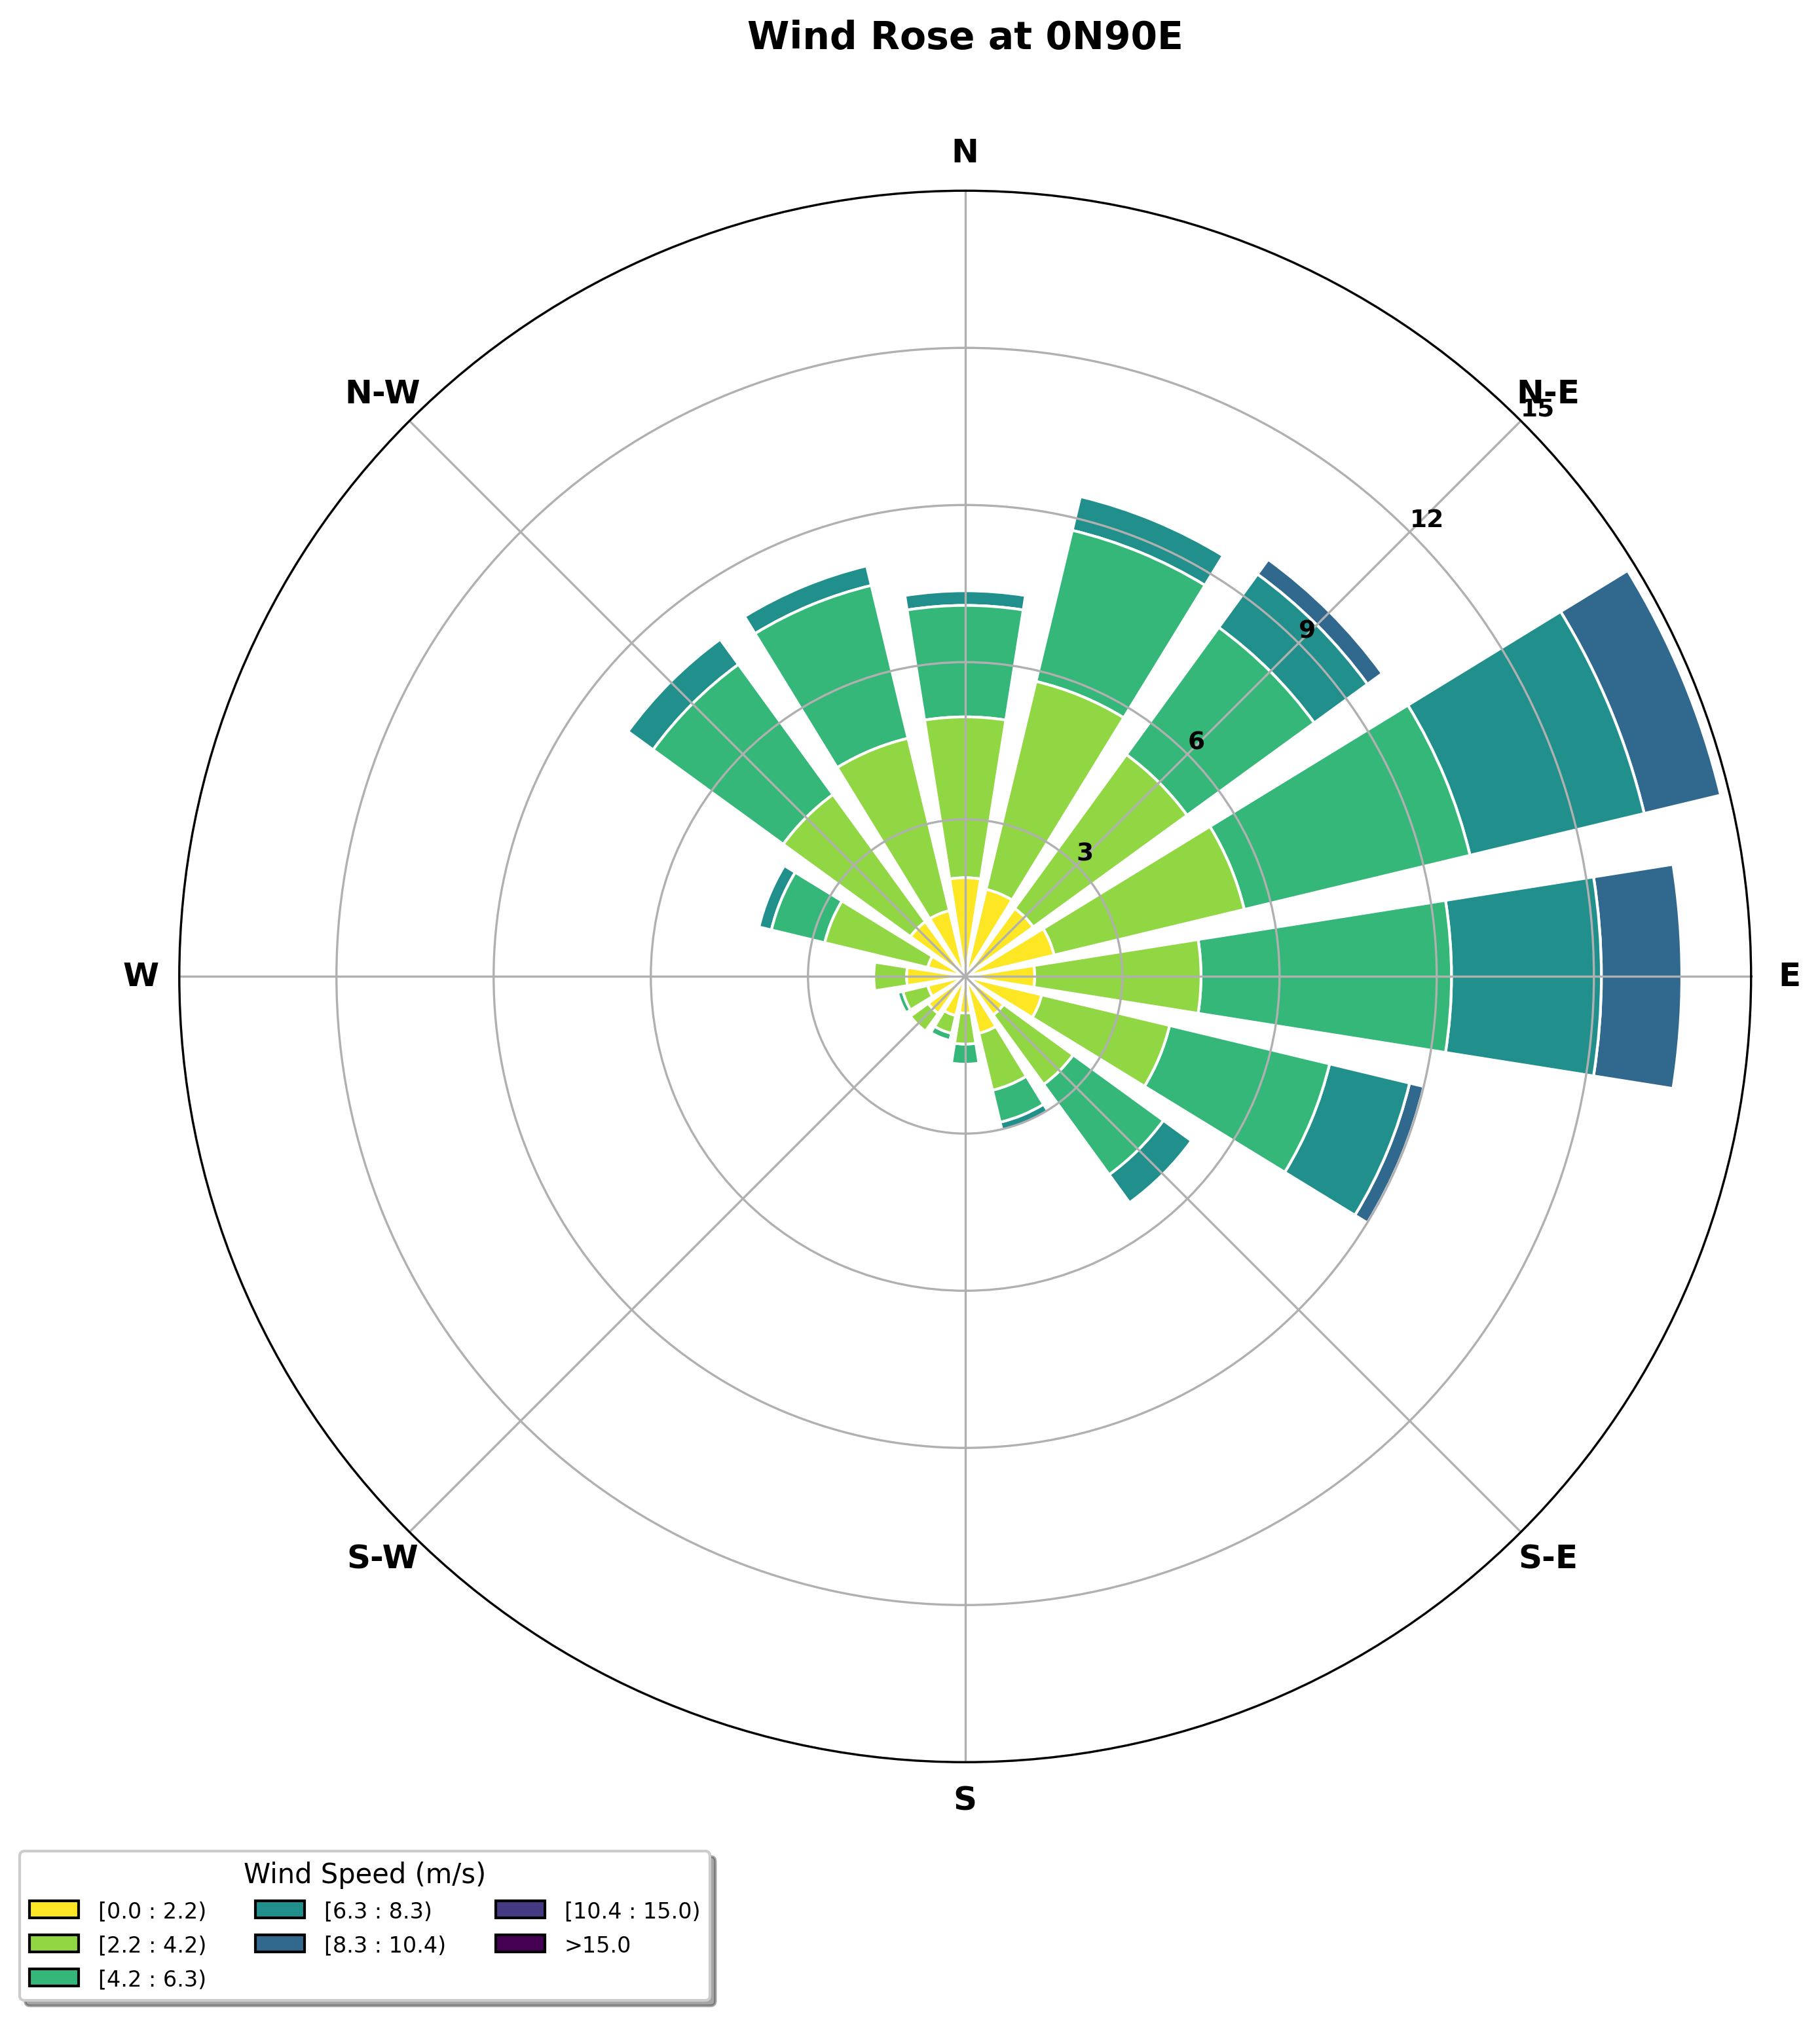 Wind Rose at 0N90E
N
N-W
N-E
15
12
9
6
3
W
E
S-W
S-E
S
Wind Speed (m/s)
[0.0 : 2.2)
[2.2 : 4.2)
[4.2 : 6.3)
[6.3 : 8.3)
[8.3 : 10.4)
[10.4 : 15.0)
>15.0